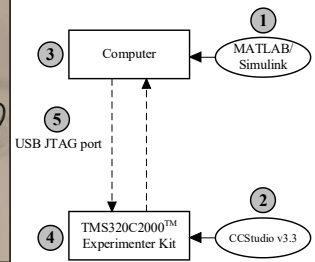 1
3
Computer
MATLAB/
Simulink
5
USB JTAG port
2
4
TMS320C2000™
Experimenter Kit
CCStudio v3.3